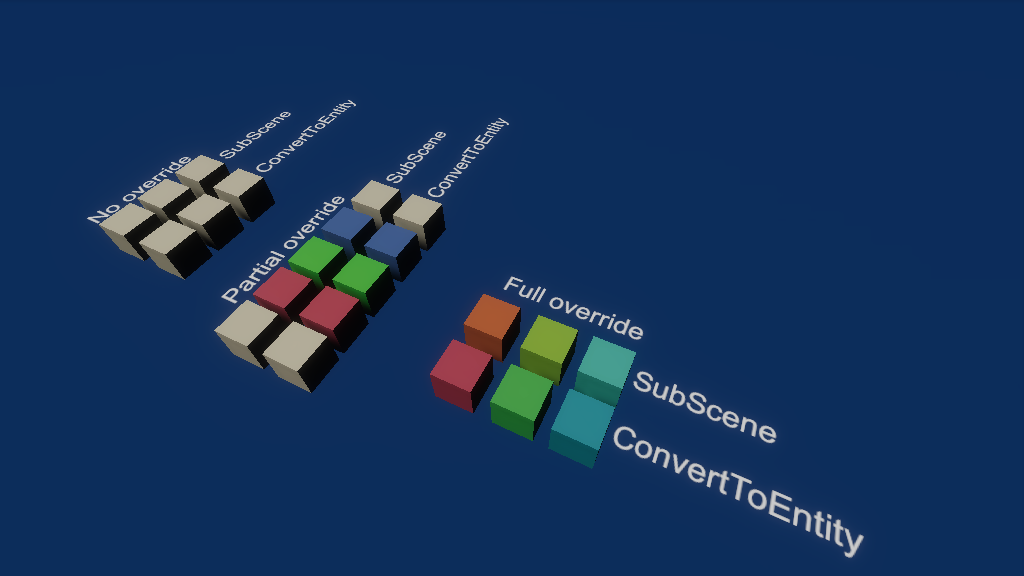 No override
SubScene
ConvertToEntity
Partial override
SubScene
ConvertToEntity
Full override
SubScene
ConvertToEntity